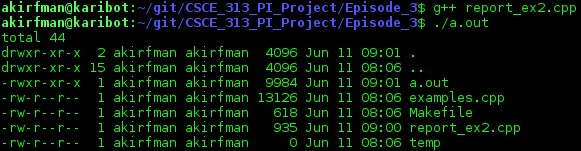 akirfman@karibot:~/git/CSCE_313_PI_Project/Episode_3$ g++ report_ex2.cpp
akirfman@karibot:~/git/CSCE_313_PI_Project/Episode_3$ ./a.out
total 44
drwxr-xr-x  2 akirfman akirfman  4096 Jun 11 09:01 .
drwxr-xr-x 15 akirfman akirfman  4096 Jun 11 08:06 ..
-rwxr-xr-x  1 akirfman akirfman  9984 Jun 11 09:01 a.out
-rw-r--r--  1 akirfman akirfman 13126 Jun 11 08:06 examples.cpp
-rw-r--r--  1 akirfman akirfman   618 Jun 11 08:06 Makefile
-rw-r--r--  1 akirfman akirfman   935 Jun 11 09:00 report_ex2.cpp
-rw-r--r--  1 akirfman akirfman     0 Jun 11 08:06 temp